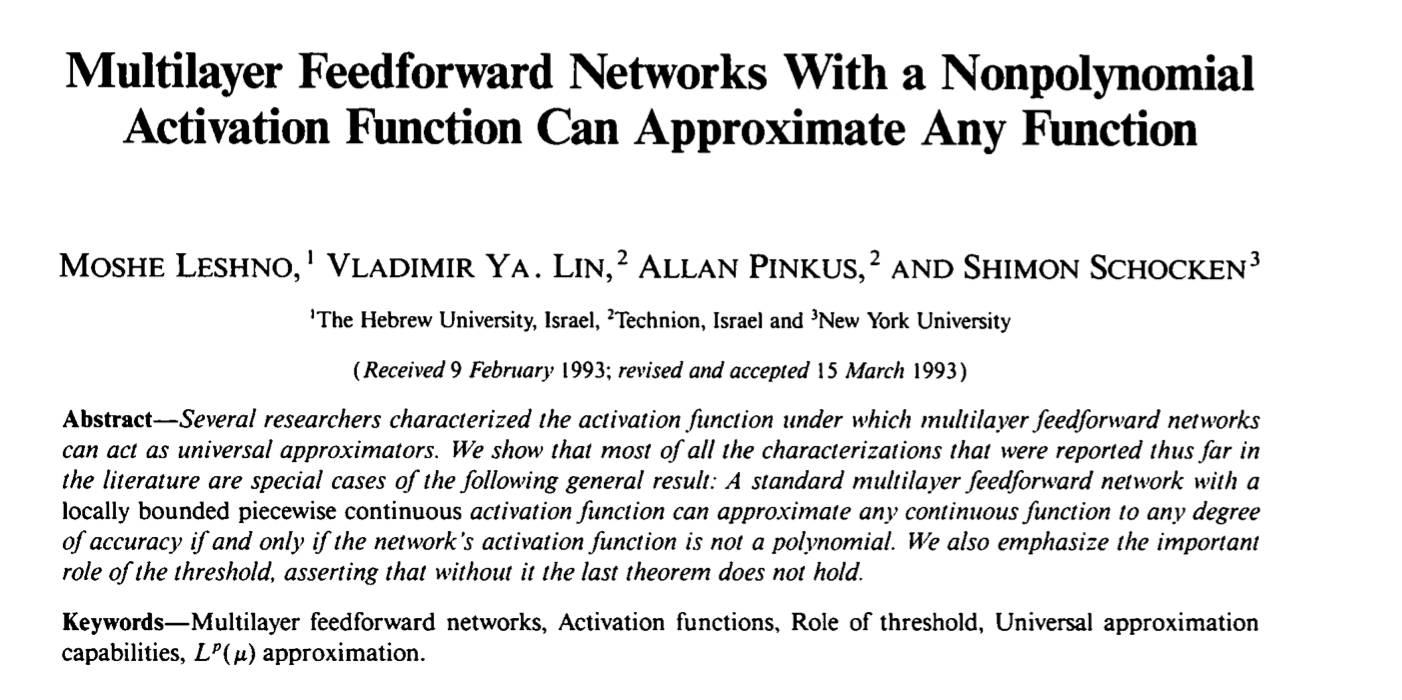 Multilayer Feedforward Networks With a Nonpolynomial
Activation Function Can Approximate Any Function
MOSHE LESHNO,¹ VLADIMIR YA. LIN,² ALLAN PINKUS,² AND SHIMON SCHOCKEN³
¹The Hebrew University, Israel, ²Technion, Israel and ³New York University
(Received 9 February 1993; revised and accepted 15 March 1993)
Abstract—Several researchers characterized the activation function under which multilayer feedforward networks
can act as universal approximators. We show that most of all the characterizations that were reported thus far in
the literature are special cases of the following general result: A standard multilayer feedforward network with a
locally bounded piecewise continuous activation function can approximate any continuous function to any degree
of accuracy if and only if the network's activation function is not a polynomial. We also emphasize the important
role of the threshold, asserting that without it the last theorem does not hold.
Keywords—Multilayer feedforward networks, Activation functions, Role of threshold, Universal approximation
capabilities, Lᵖ(μ) approximation.